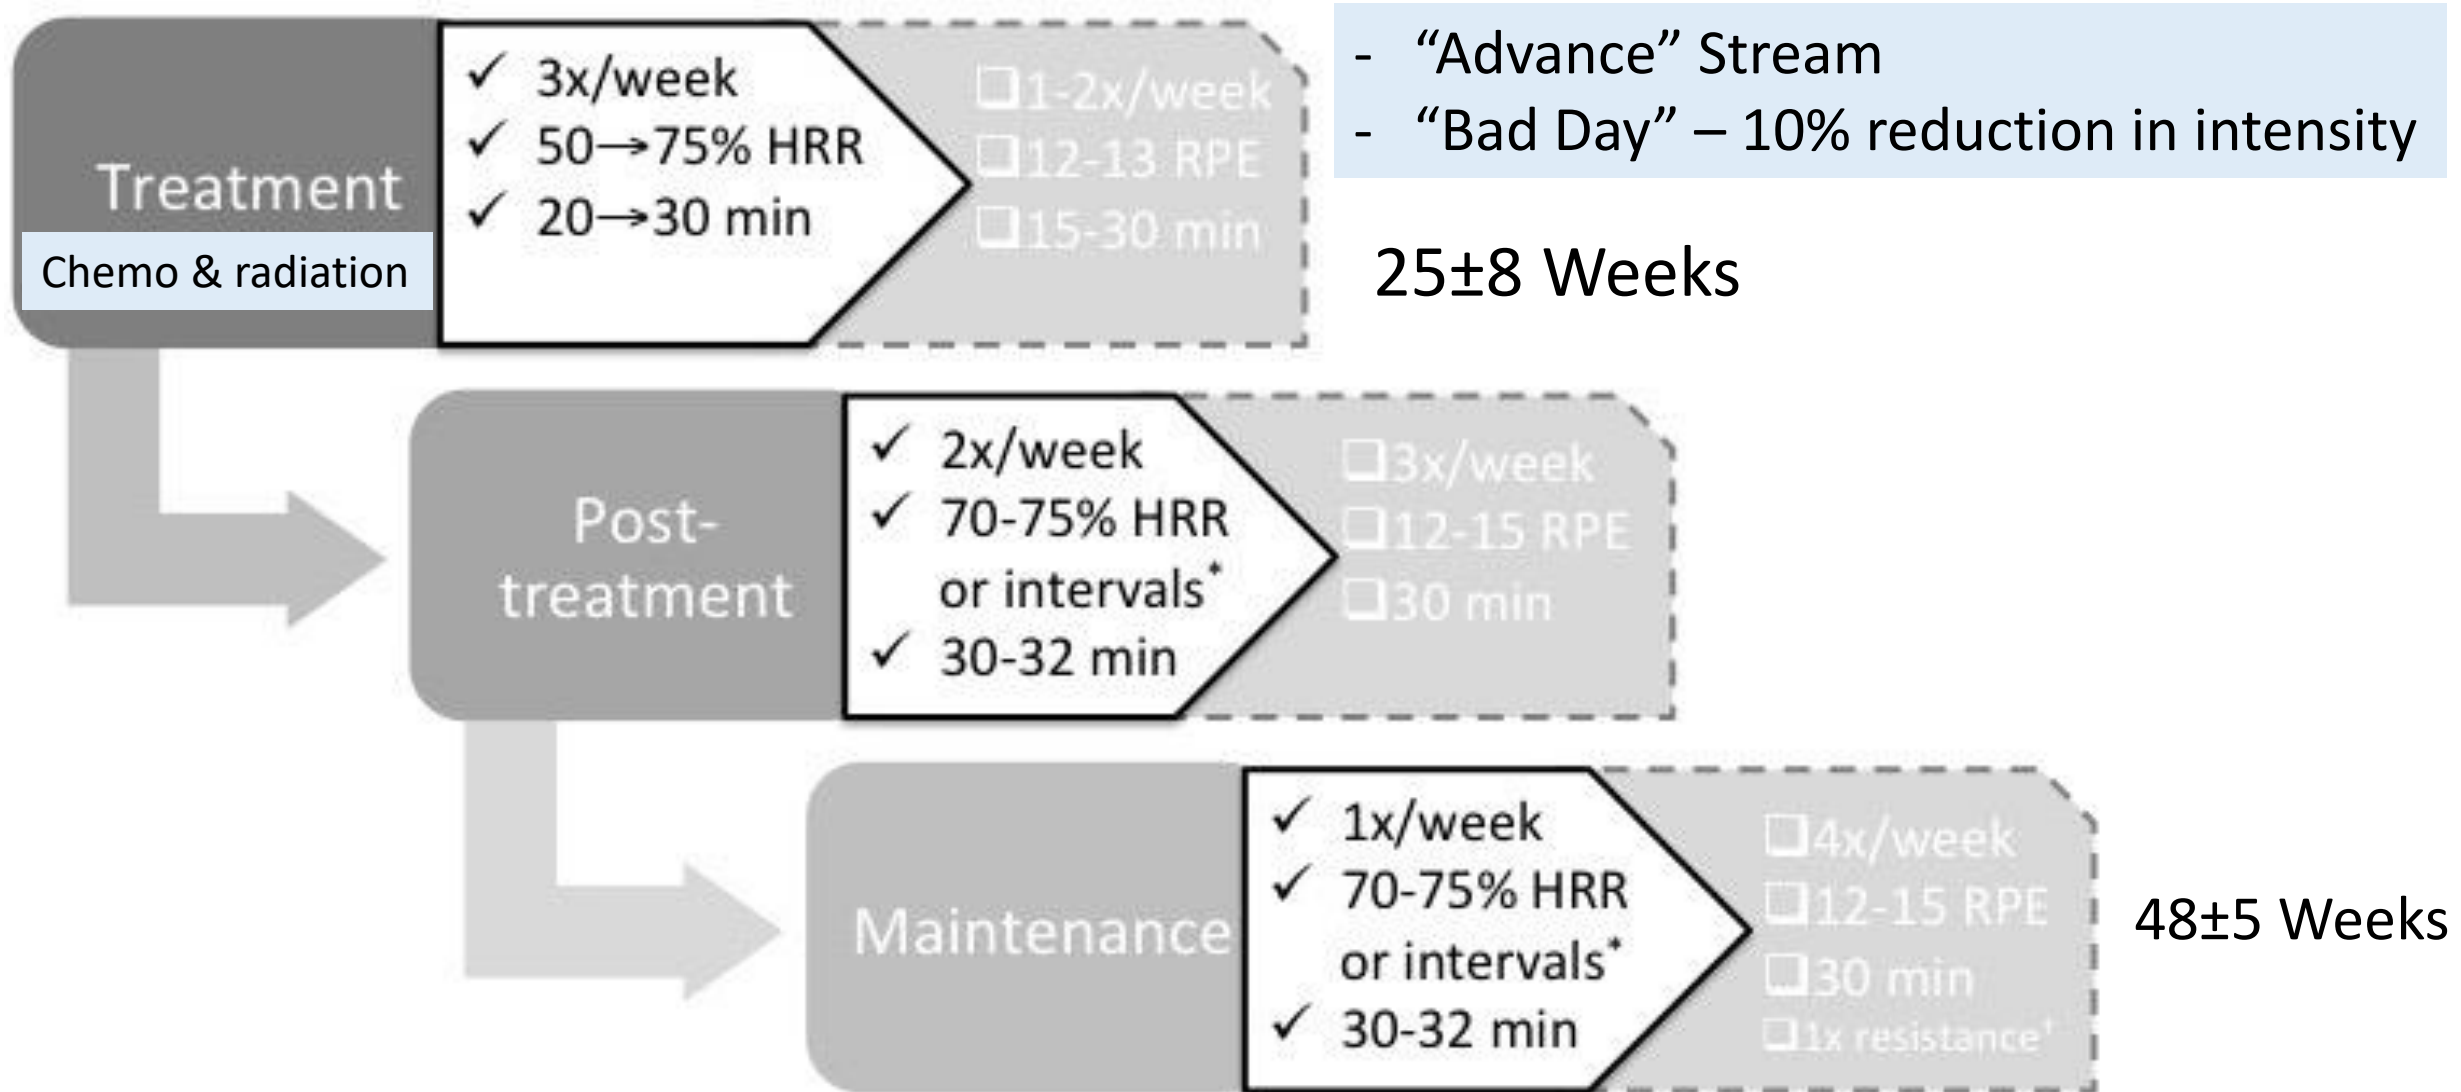 - “Advance” Stream
- “Bad Day” – 10% reduction in intensity
Treatment
Chemo & radiation
✓ 3x/week
✓ 50→75% HRR
✓ 20→30 min
❑1-2x/week
❑12-13 RPE
❑15-30 min
25±8 Weeks
Post-
treatment
✓ 2x/week
✓ 70-75% HRR
or intervals*
✓ 30-32 min
❑3x/week
❑12-15 RPE
❑30 min
Maintenance
✓ 1x/week
✓ 70-75% HRR
or intervals*
✓ 30-32 min
❑4x/week
❑12-15 RPE
❑30 min
❑1x resistance†
48±5 Weeks